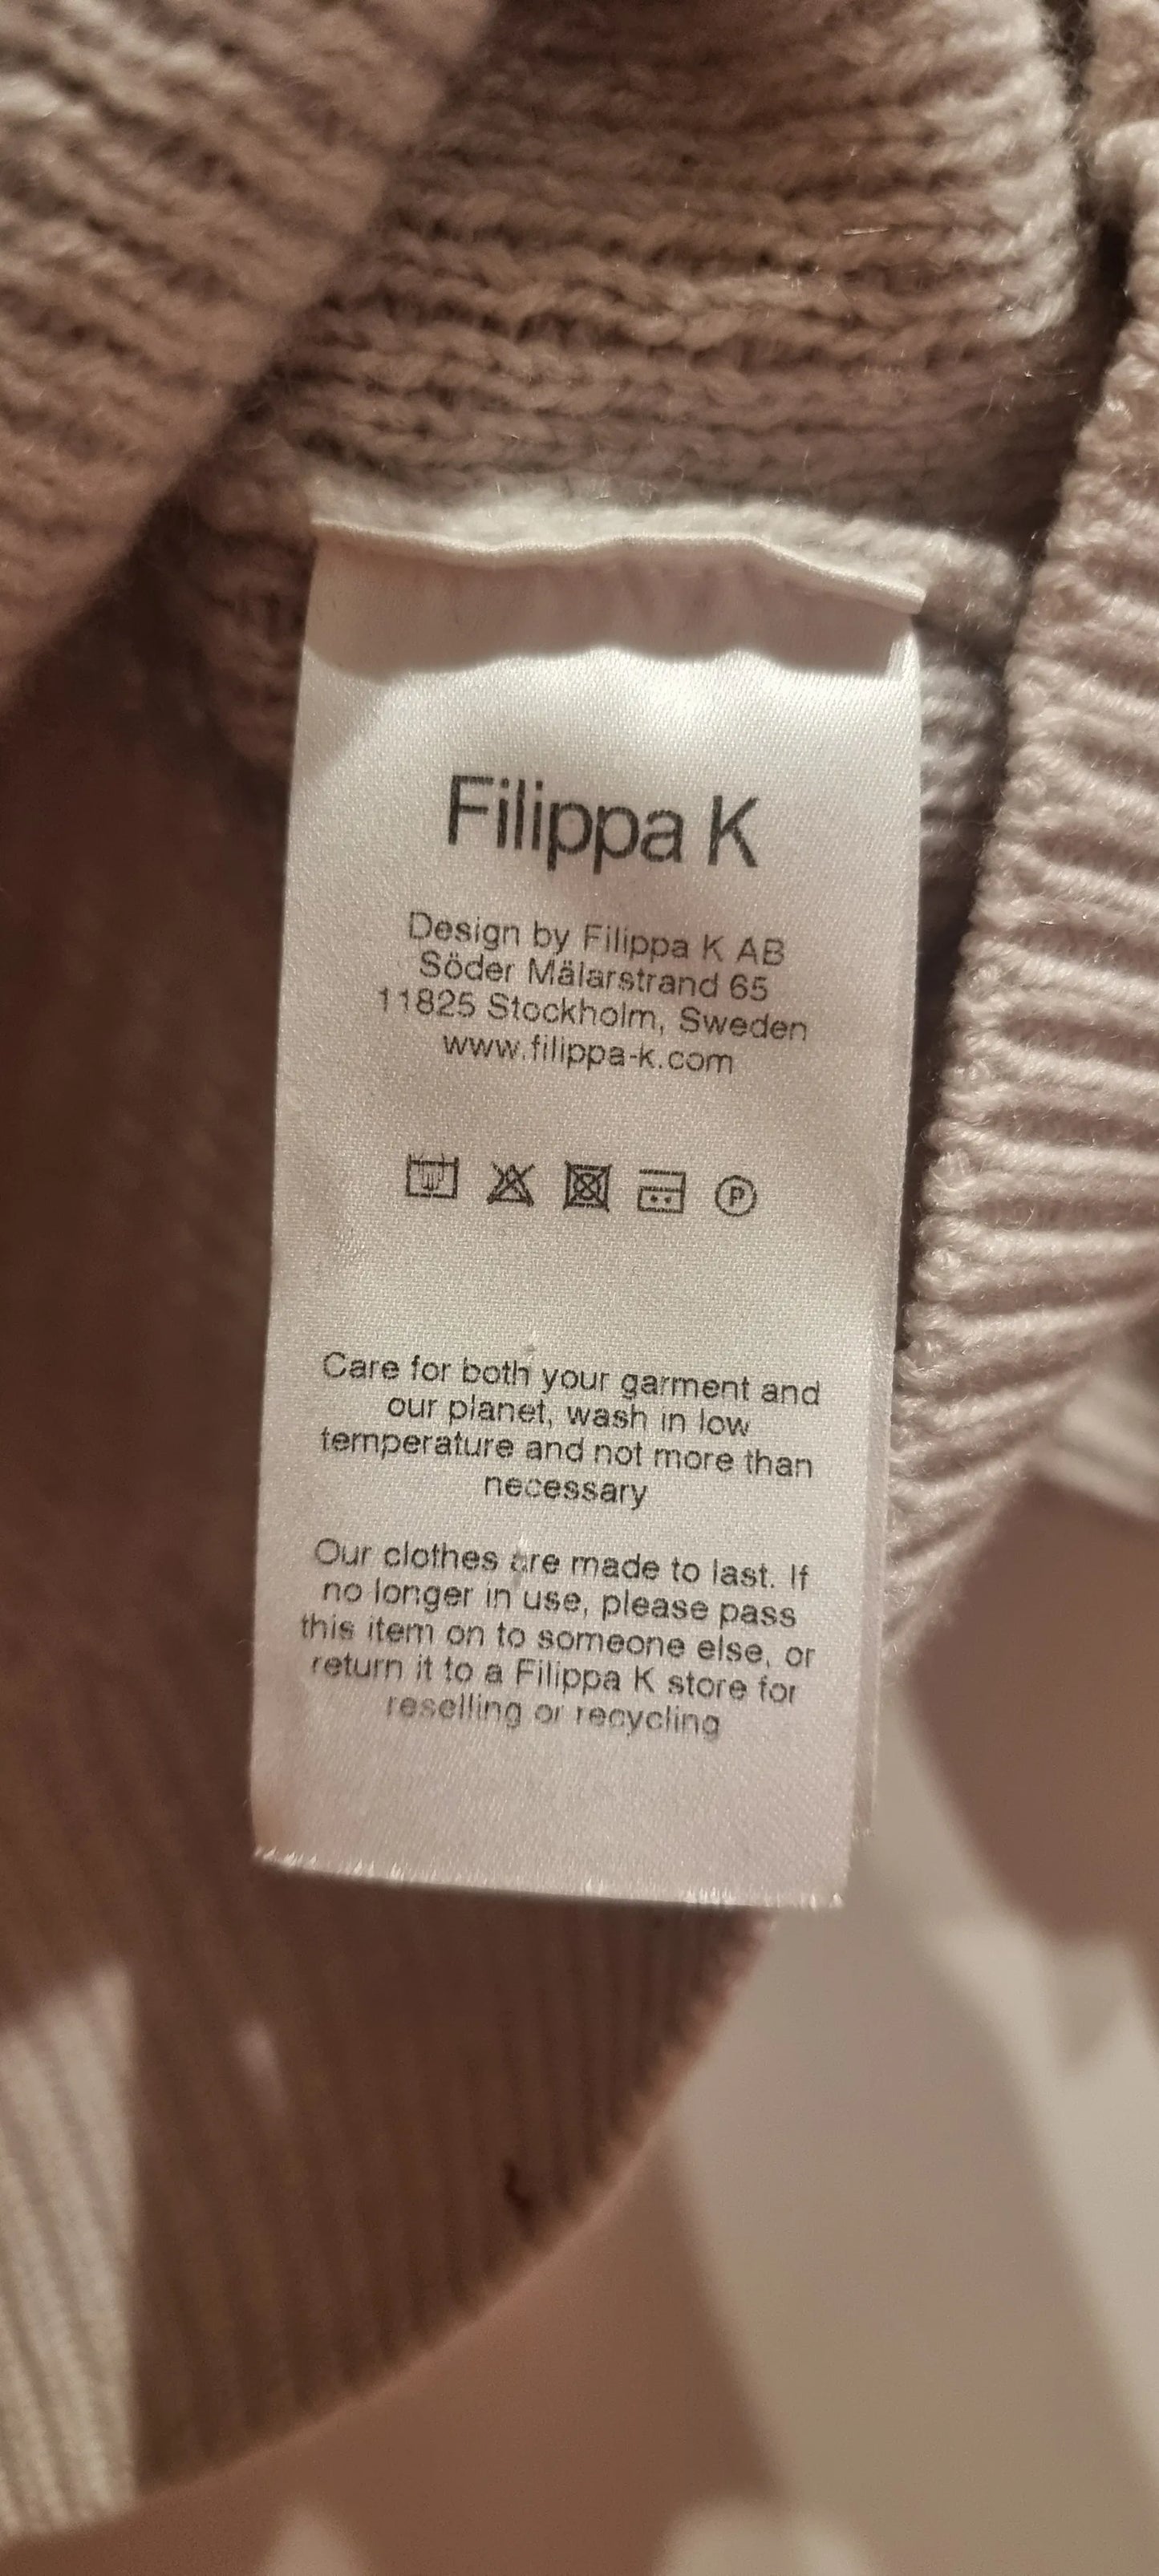 Filippa K
Design by Filippa K AB
Söder Mälarstrand 65
11825 Stockholm, Sweden
www.filippa-k.com
P
Care for both your garment and
our planet, wash in low
temperature and not more than
necessary
Our clothes are made to last. If
no longer in use, please pass
this item on to someone else, or
return it to a Filippa K store for
reselling or recycling